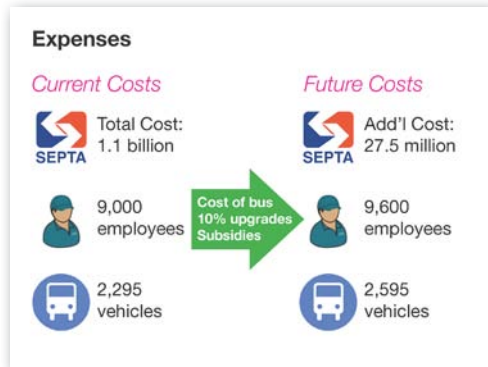 Expenses
Current Costs
SEPTA
Total Cost:
1.1 billion
9,000
employees
2,295
vehicles
Cost of bus
10% upgrades
Subsidies
Future Costs
SEPTA
Add'l Cost:
27.5 million
9,600
employees
2,595
vehicles